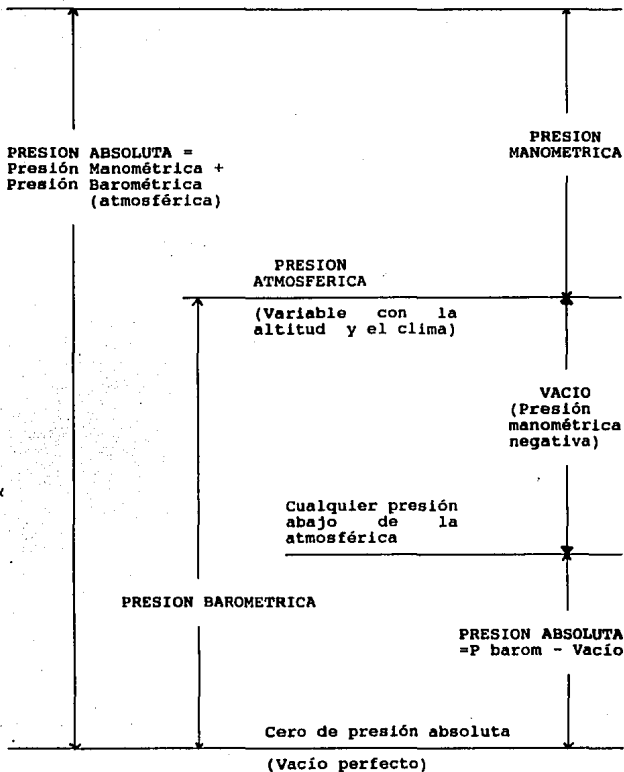 PRESION ABSOLUTA =
Presión Manométrica +
Presión Barométrica
(atmosférica)
PRESION
MANOMETRICA
PRESION
ATMOSFERICA
(Variable con la
altitud y el clima)
VACIO
(Presión
manométrica
negativa)
Cualquier presión
abajo de la
atmosférica
PRESION BAROMETRICA
PRESION ABSOLUTA
=P barom - Vacío
Cero de presión absoluta
(Vacío perfecto)